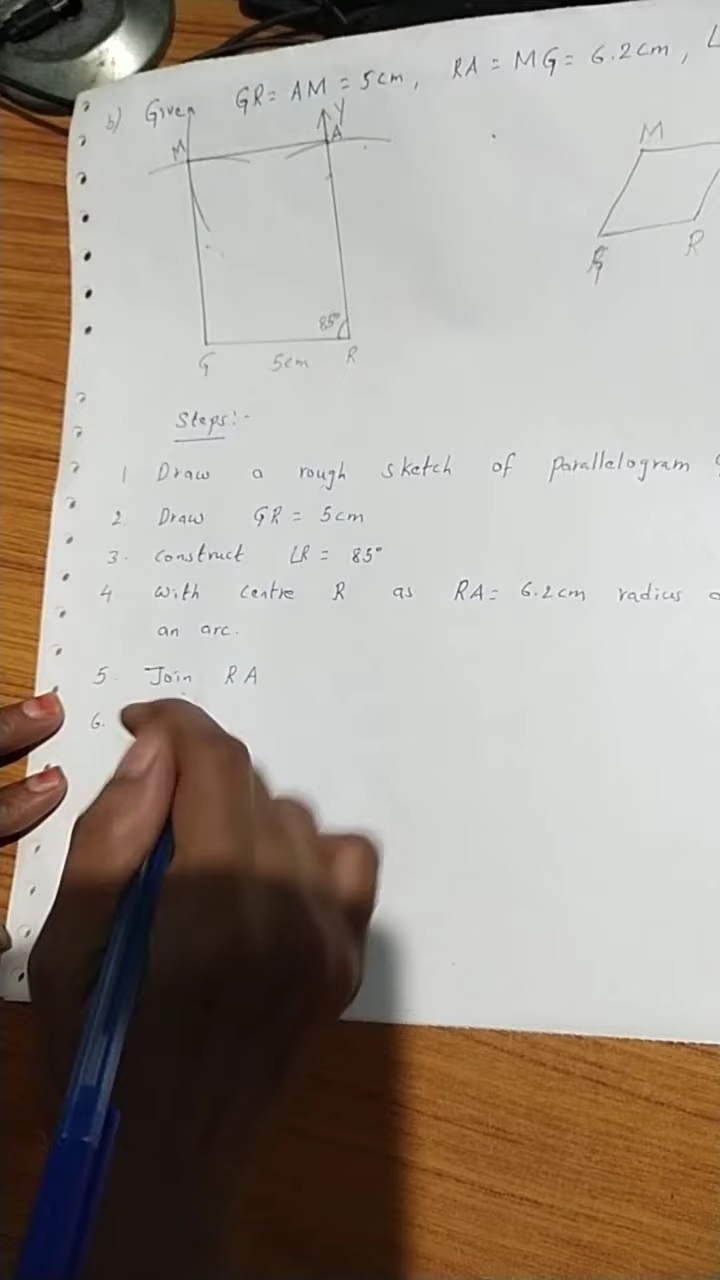 b) Given GR = AM = 5cm, RA = MG = 6.2cm, L
M A Y
M
85°
G R
G 5cm R
Steps:-
1 Draw a rough sketch of parallelogram
2. Draw GR = 5cm
3. construct LR = 85°
4. with centre R as RA = 6.2cm radius
an arc.
5. Join RA
6.